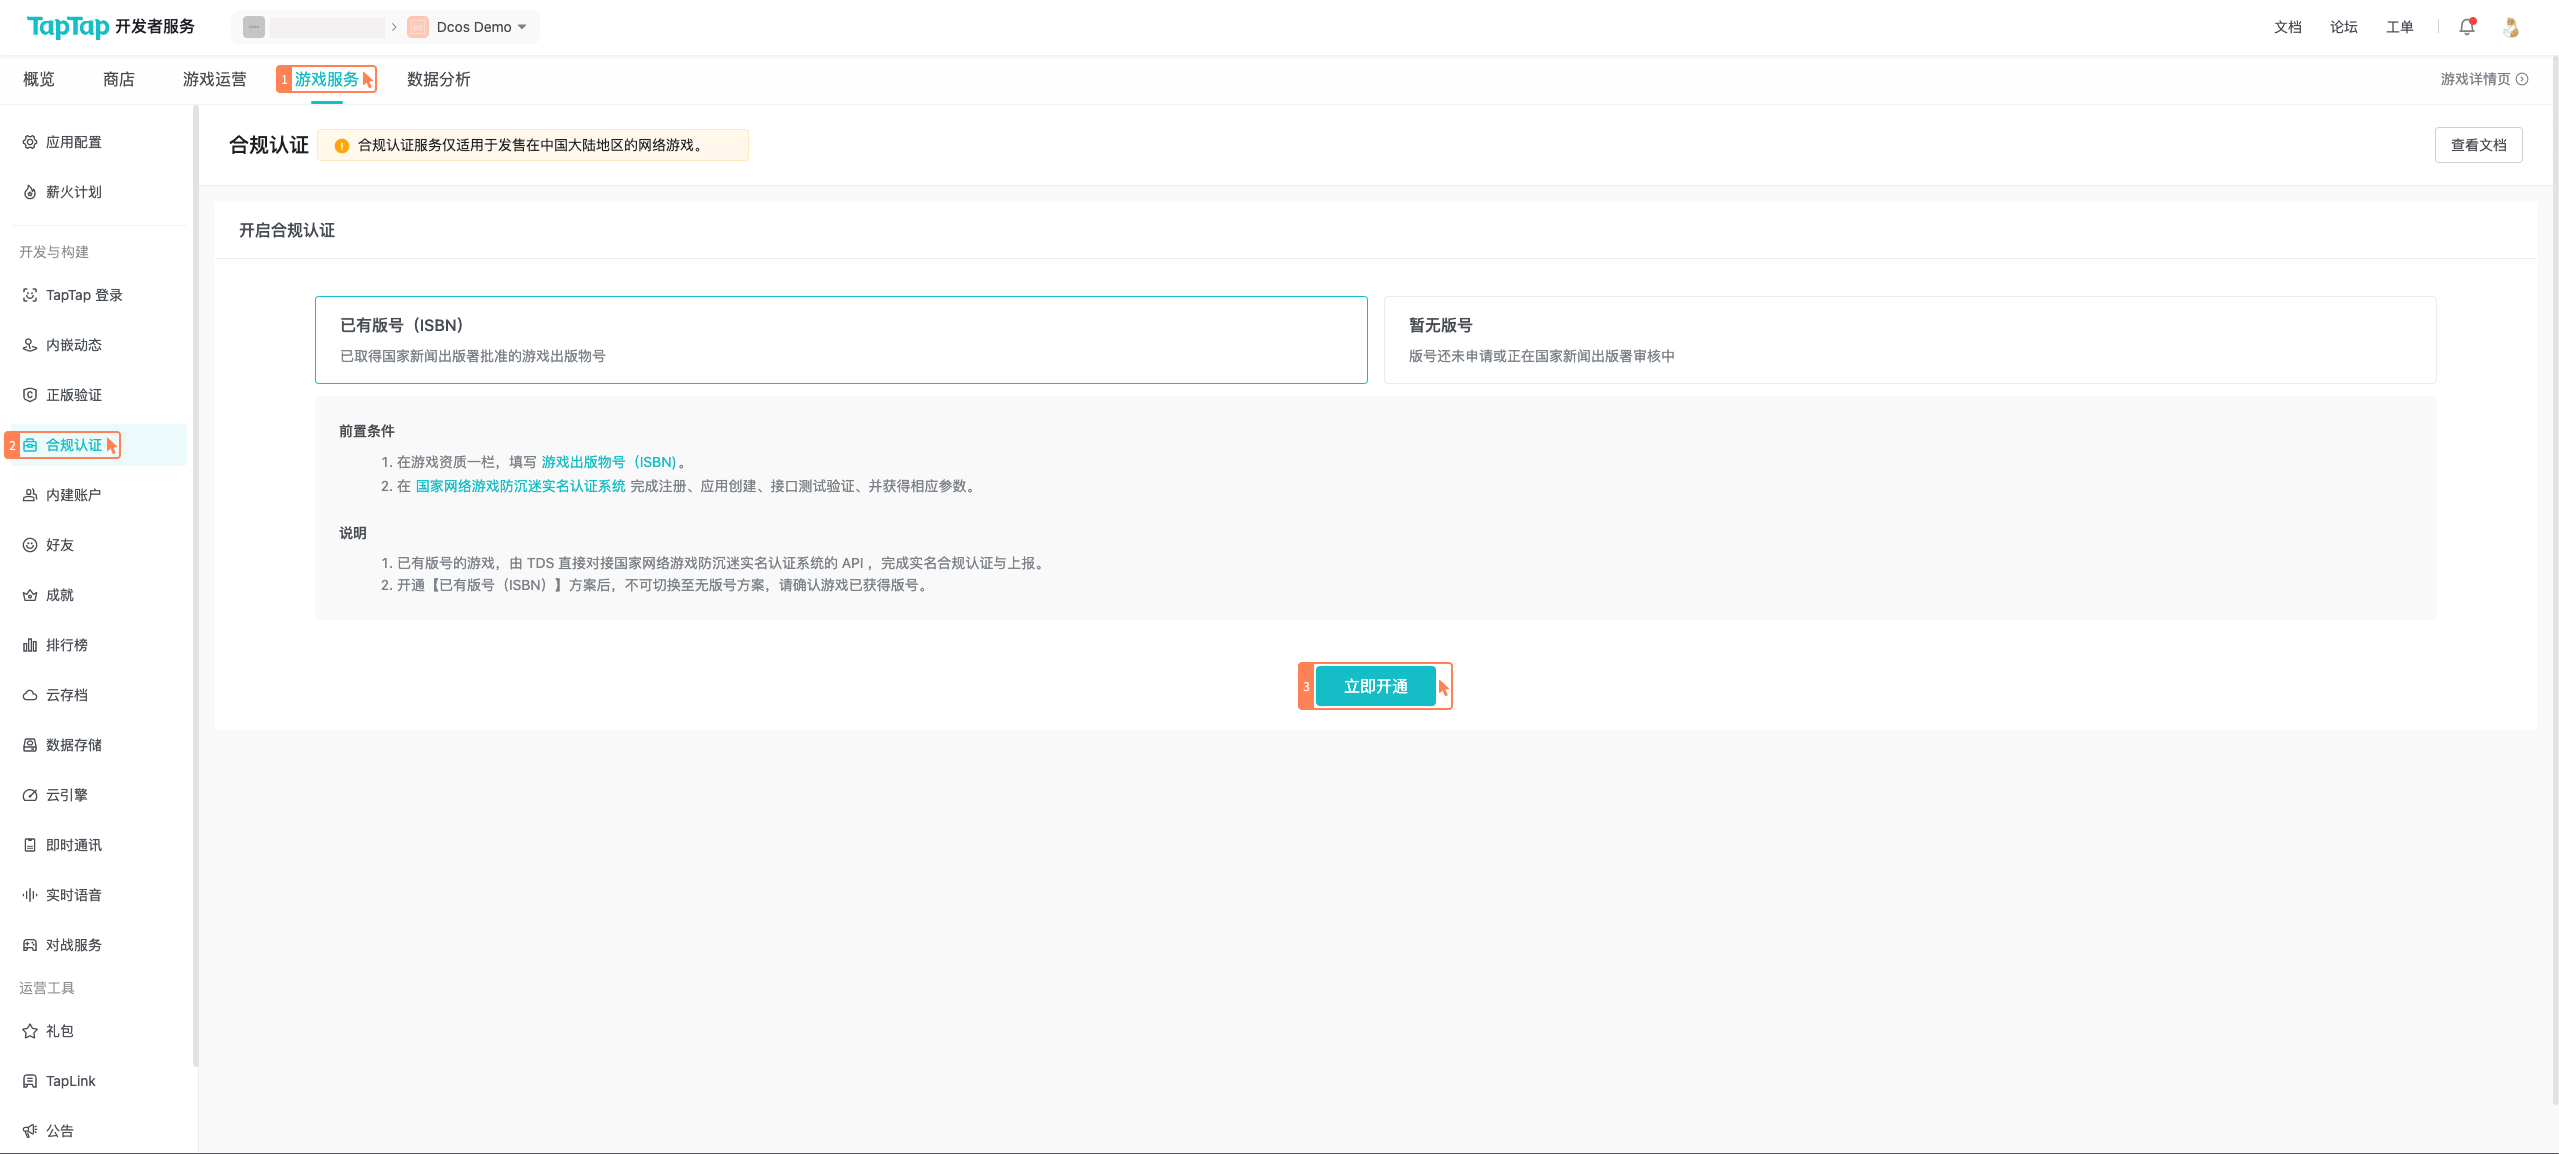 TapTap 开发者服务
Dcos Demo
文档 论坛 工单
概览 商店 游戏运营 1 游戏服务 数据分析 游戏详情页
应用配置
薪火计划
开发与构建
TapTap 登录
内嵌动态
正版验证
2 合规认证
内建账户
好友
成就
排行榜
云存档
数据存储
云引擎
即时通讯
实时语音
对战服务
运营工具
礼包
TapLink
公告
合规认证 合规认证服务仅适用于发售在中国大陆地区的网络游戏。 查看文档
开启合规认证
已有版号（ISBN）
已取得国家新闻出版署批准的游戏出版物号
暂无版号
版号还未申请或正在国家新闻出版署审核中
前置条件
1. 在游戏资质一栏，填写 游戏出版物号（ISBN）。
2. 在 国家网络游戏防沉迷实名认证系统 完成注册、应用创建、接口测试验证、并获得相应参数。
说明
1. 已有版号的游戏，由 TDS 直接对接国家网络游戏防沉迷实名认证系统的 API ，完成实名合规认证与上报。
2. 开通【已有版号（ISBN）】方案后，不可切换至无版号方案，请确认游戏已获得版号。
3 立即开通